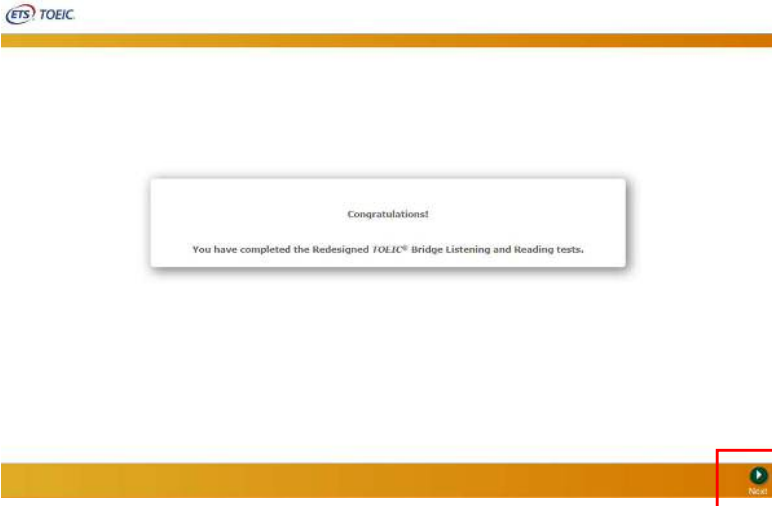 ETS TOEIC.
Congratulations!
You have completed the Redesigned TOEIC® Bridge Listening and Reading tests.
Next